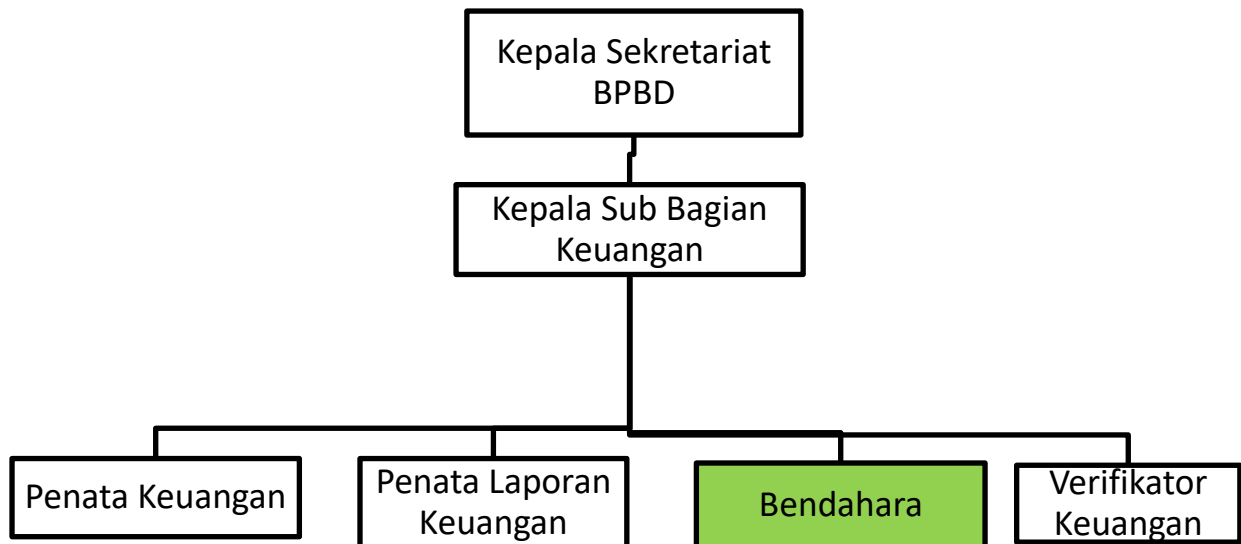 Kepala Sekretariat
BPBD
Kepala Sub Bagian
Keuangan
Penata Keuangan
Penata Laporan
Keuangan
Bendahara
Verifikator
Keuangan